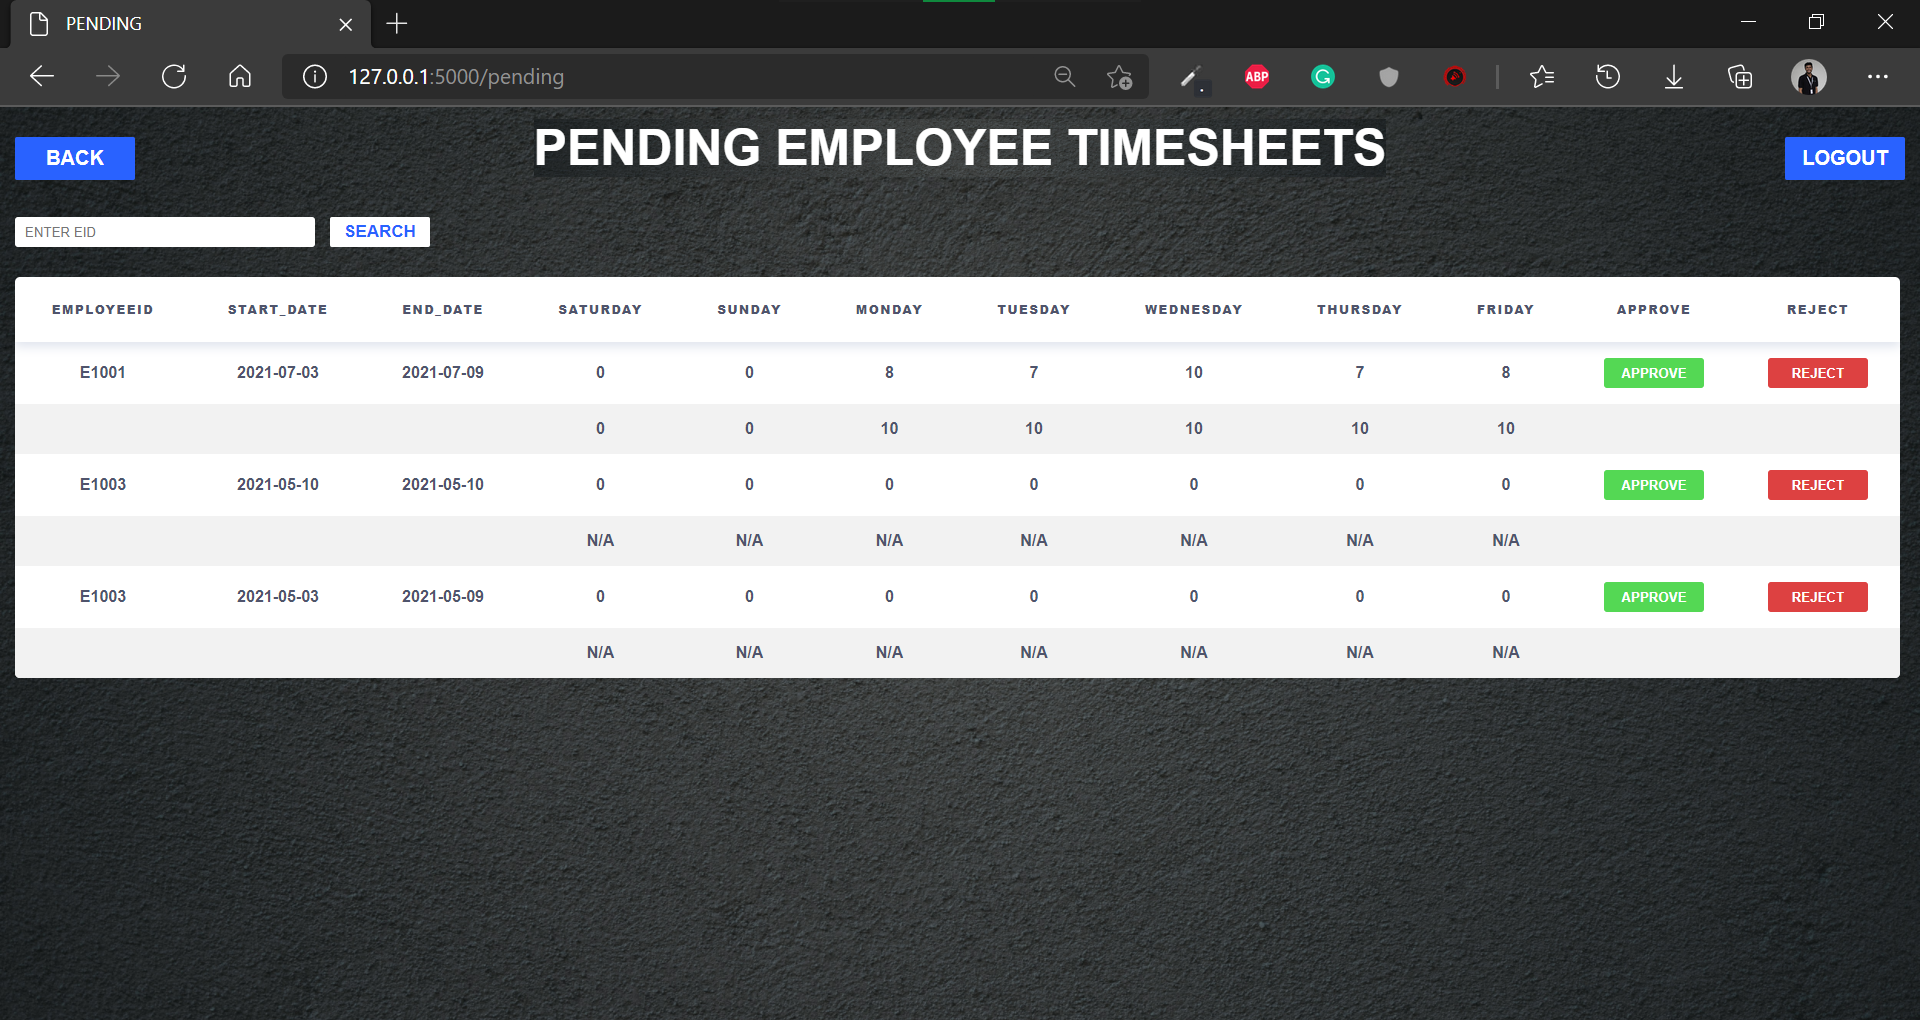 PENDING
127.0.0.1:5000/pending
ABP
G
BACK
PENDING EMPLOYEE TIMESHEETS
LOGOUT
ENTER EID
SEARCH
EMPLOYEEID START_DATE END_DATE SATURDAY SUNDAY MONDAY TUESDAY WEDNESDAY THURSDAY FRIDAY APPROVE REJECT
E1001 2021-07-03 2021-07-09 0 0 8 7 10 7 8 APPROVE REJECT
0 0 10 10 10 10 10
E1003 2021-05-10 2021-05-10 0 0 0 0 0 0 0 APPROVE REJECT
N/A N/A N/A N/A N/A N/A N/A
E1003 2021-05-03 2021-05-09 0 0 0 0 0 0 0 APPROVE REJECT
N/A N/A N/A N/A N/A N/A N/A